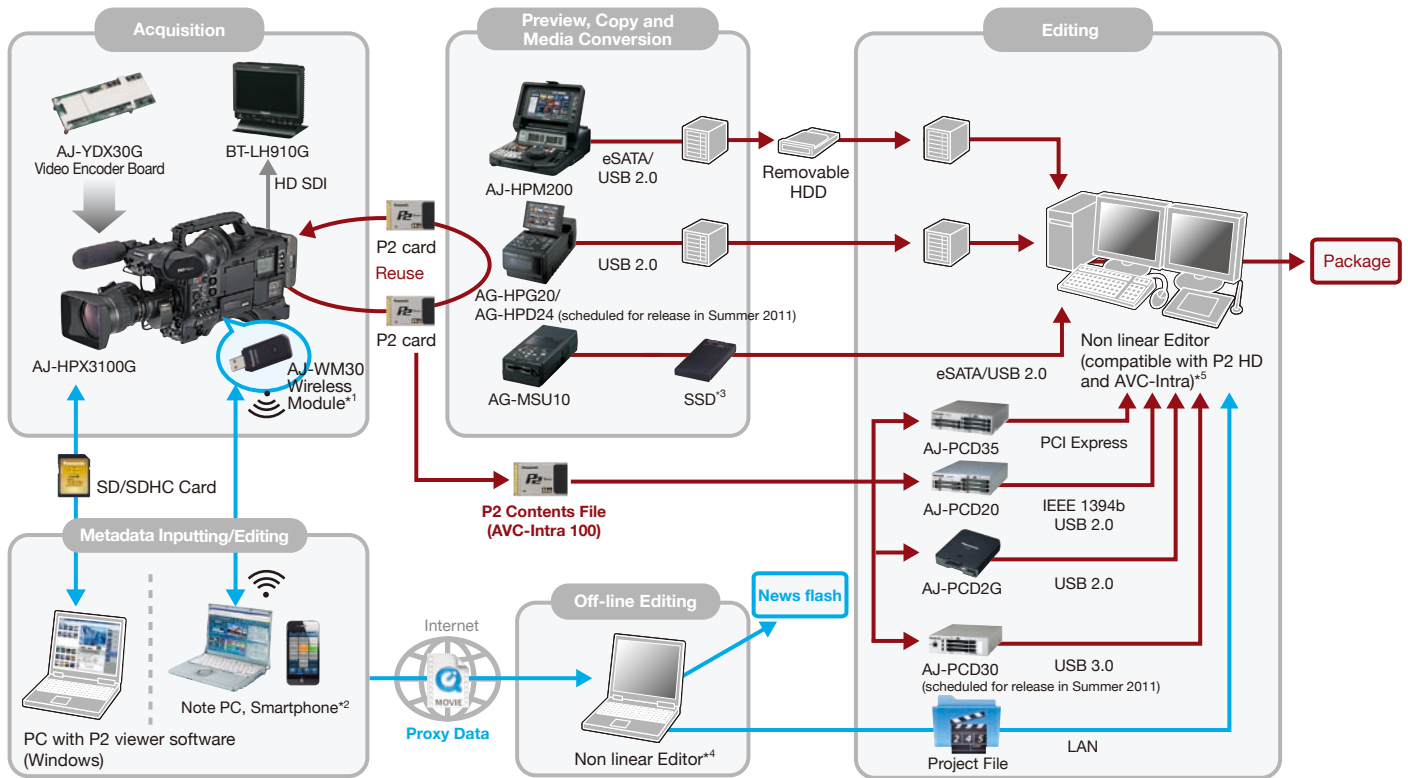 Acquisition
AJ-YDX30G
Video Encoder Board
BT-LH910G
HD SDI
AJ-HPX3100G
AJ-WM30
Wireless
Module*1
P2 card
Reuse
P2 card
SD/SDHC Card
Preview, Copy and
Media Conversion
AJ-HPM200
eSATA/
USB 2.0
Removable
HDD
AG-HPG20/
AG-HPD24 (scheduled for release in Summer 2011)
USB 2.0
AG-MSU10
SSD*3
P2 Contents File
(AVC-Intra 100)
Editing
Non linear Editor
(compatible with P2 HD
and AVC-Intra)*5
eSATA/USB 2.0
Package
AJ-PCD35
PCI Express
AJ-PCD20
IEEE 1394b
USB 2.0
AJ-PCD2G
USB 2.0
AJ-PCD30
(scheduled for release in Summer 2011)
USB 3.0
Project File
LAN
Metadata Inputting/Editing
PC with P2 viewer software
(Windows)
Note PC, Smartphone*2
Internet
MOVIE
Proxy Data
Off-line Editing
Non linear Editor*4
News flash